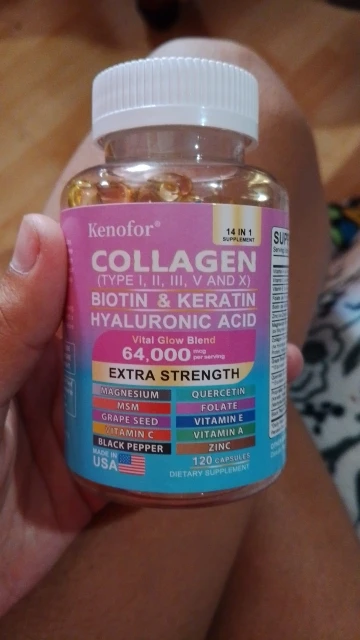 Kenofor®
14 IN 1
SUPPLEMENT
COLLAGEN
(TYPE I, II, III, V AND X)
BIOTIN & KERATIN
HYALURONIC ACID
Vital Glow Blend
64,000 mcg per serving
EXTRA STRENGTH
MAGNESIUM
QUERCETIN
MSM
FOLATE
GRAPE SEED
VITAMIN E
VITAMIN C
VITAMIN A
BLACK PEPPER
ZINC
MADE IN
USA
120 CAPSULES
DIETARY SUPPLEMENT